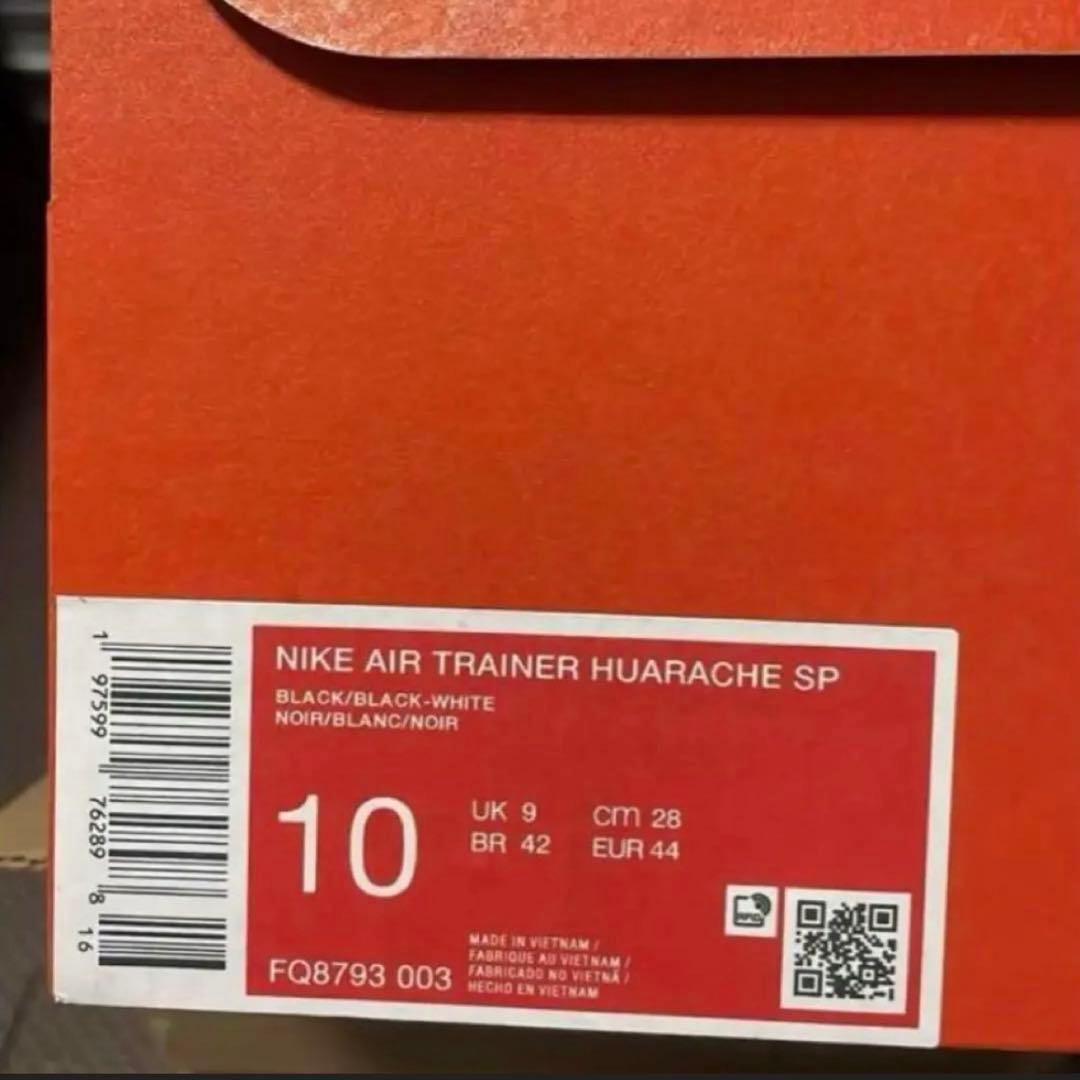 NIKE AIR TRAINER HUARACHE SP
BLACK/BLACK-WHITE
NOIR/BLANC/NOIR
10
UK 9 cm 28
BR 42 EUR 44
FQ8793 003
MADE IN VIETNAM /
FABRIQUE AU VIETNAM /
FABRICADO NO VIETNÃ /
HECHO EN VIETNAM
RFID
1 97599 76289 8 16